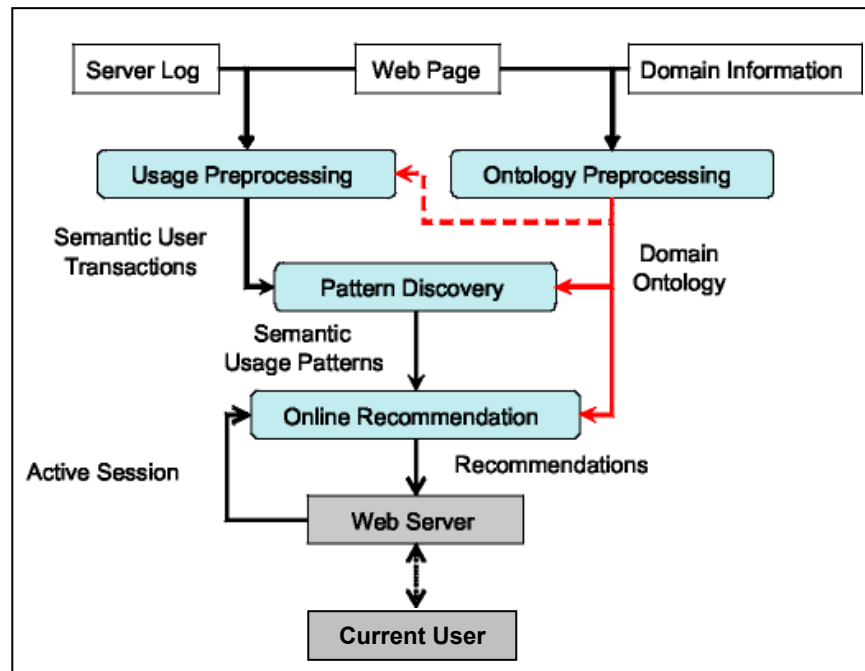 Server Log
Web Page
Domain Information
Usage Preprocessing
Ontology Preprocessing
Semantic User
Transactions
Domain
Ontology
Pattern Discovery
Semantic
Usage Patterns
Online Recommendation
Active Session
Recommendations
Web Server
Current User